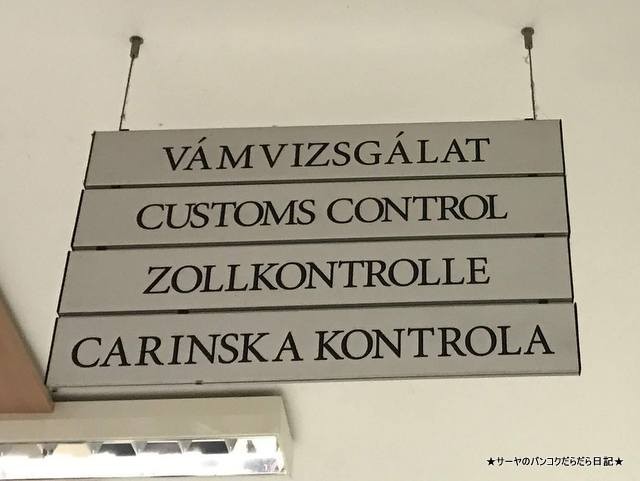 VÁMVIZSGÁLAT
CUSTOMS CONTROL
ZOLLKONTROLLE
CARINSKA KONTROLA
★サーヤのバンコクだらだら日記★